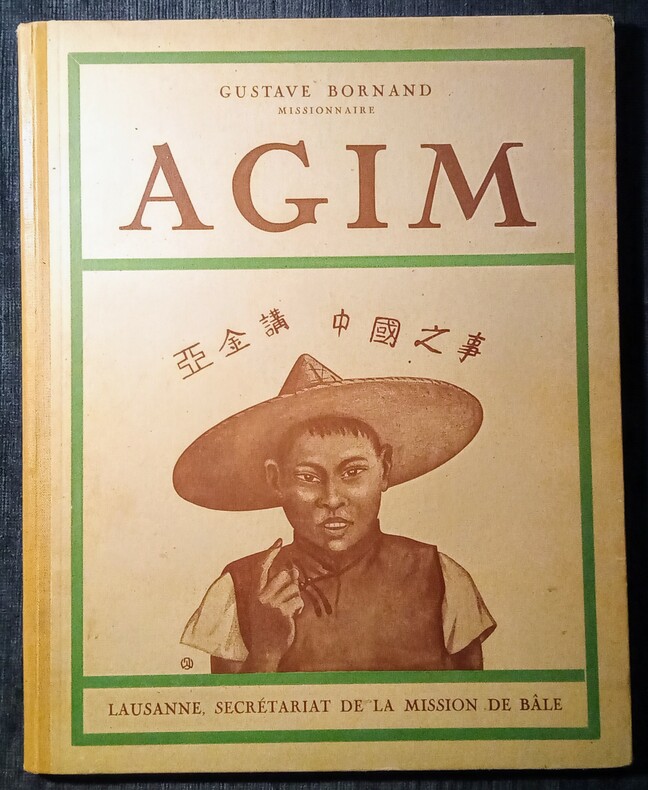 GUSTAVE BORNAND
MISSIONNAIRE
AGIM
亞金講 中國之事
LAUSANNE, SECRÉTARIAT DE LA MISSION DE BÂLE